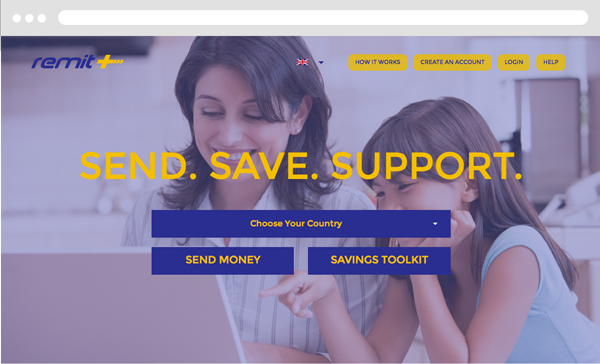 remit
HOW IT WORKS CREATE AN ACCOUNT LOGIN HELP
SEND. SAVE. SUPPORT.
Choose Your Country
SEND MONEY SAVINGS TOOLKIT